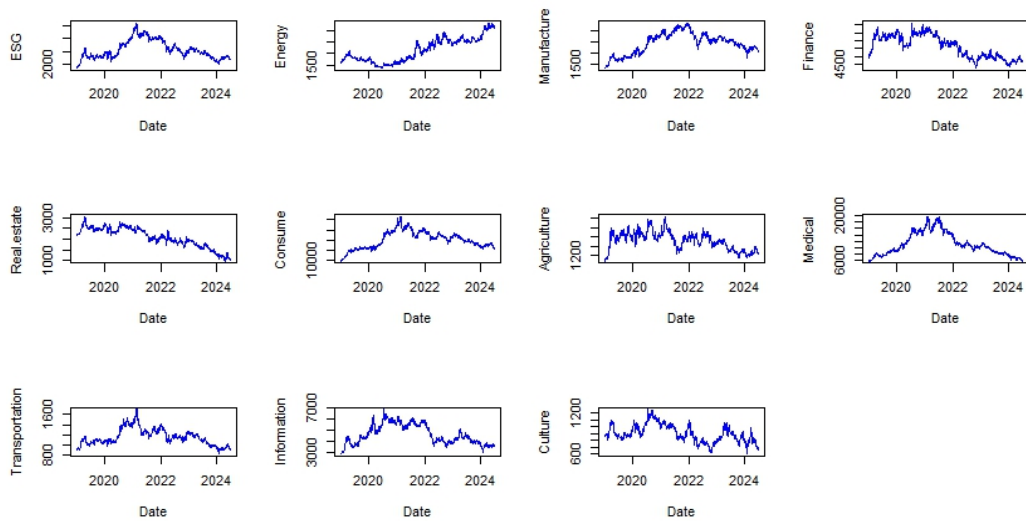 ESG
2000
2020 2022 2024
Date
Energy
1500
2020 2022 2024
Date
Manufacture
1500
2020 2022 2024
Date
Finance
4500
2020 2022 2024
Date
Real.estate
1000 3000
2020 2022 2024
Date
Consume
10000
2020 2022 2024
Date
Agriculture
1200
2020 2022 2024
Date
Medical
6000 20000
2020 2022 2024
Date
Transportation
800 1600
2020 2022 2024
Date
Information
3000 7000
2020 2022 2024
Date
Culture
600 1200
2020 2022 2024
Date